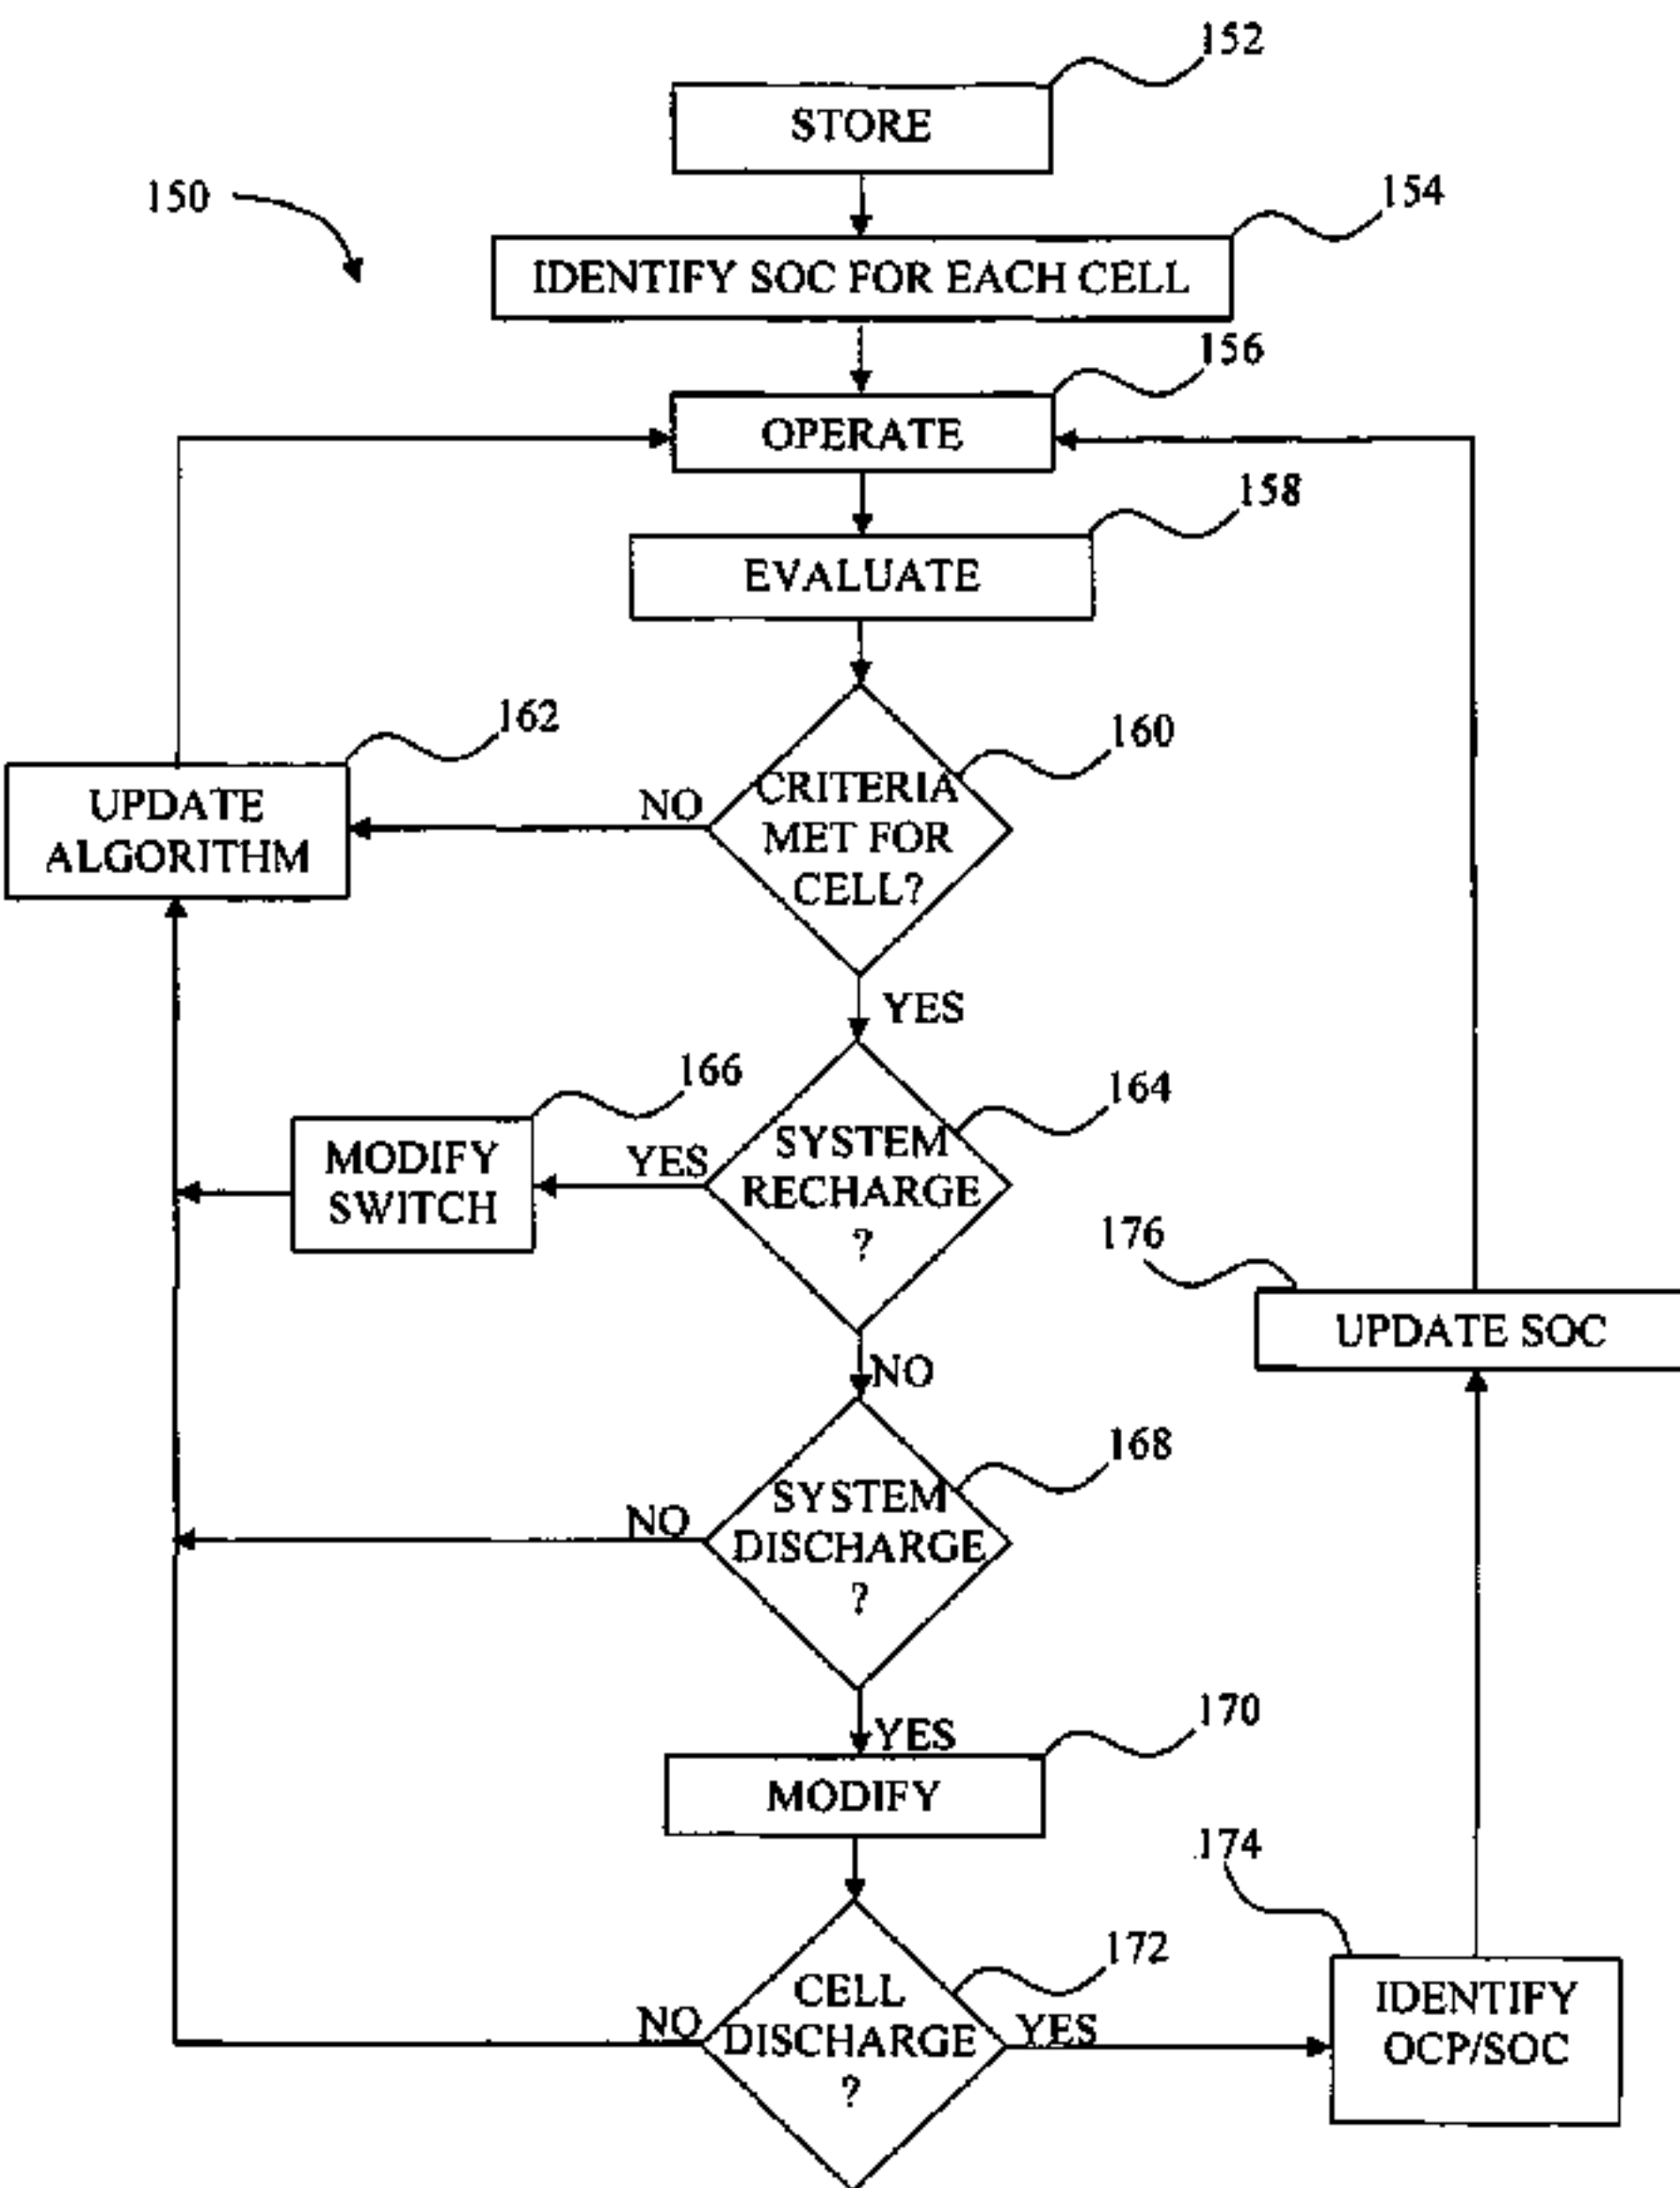 152
STORE
150
154
IDENTIFY SOC FOR EACH CELL
156
OPERATE
158
EVALUATE
162
160
UPDATE
ALGORITHM
NO
CRITERIA
MET FOR
CELL?
YES
166
164
MODIFY
SWITCH
YES
SYSTEM
RECHARGE
?
176
UPDATE SOC
NO
168
NO
SYSTEM
DISCHARGE
?
YES
170
MODIFY
174
172
NO
CELL
DISCHARGE
?
YES
IDENTIFY
OCP/SOC